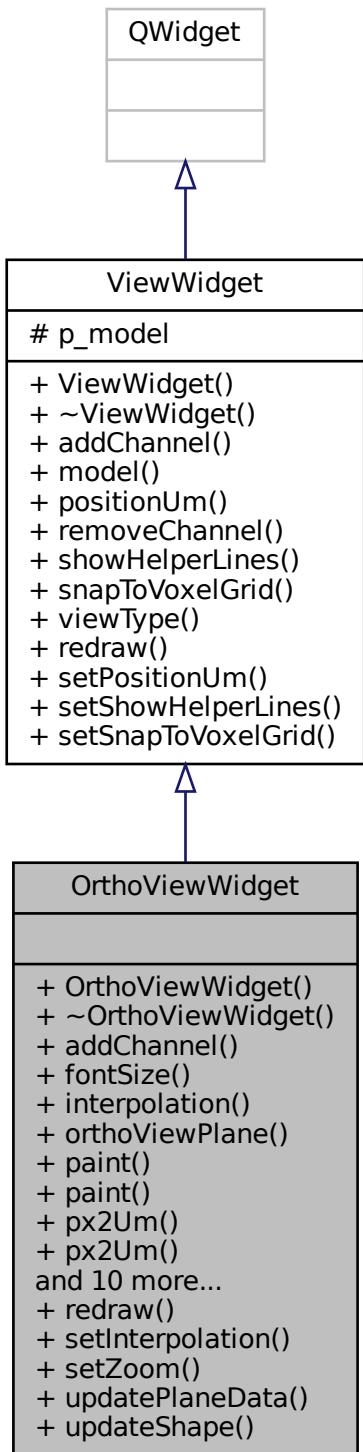 QWidget
ViewWidget
# p_model
+ ViewWidget()
+ ~ViewWidget()
+ addChannel()
+ model()
+ positionUm()
+ removeChannel()
+ showHelperLines()
+ snapToVoxelGrid()
+ viewType()
+ redraw()
+ setPositionUm()
+ setShowHelperLines()
+ setSnapToVoxelGrid()
OrthoViewWidget
+ OrthoViewWidget()
+ ~OrthoViewWidget()
+ addChannel()
+ fontSize()
+ interpolation()
+ orthoViewPlane()
+ paint()
+ paint()
+ px2Um()
+ px2Um()
and 10 more...
+ redraw()
+ setInterpolation()
+ setZoom()
+ updatePlaneData()
+ updateShape()